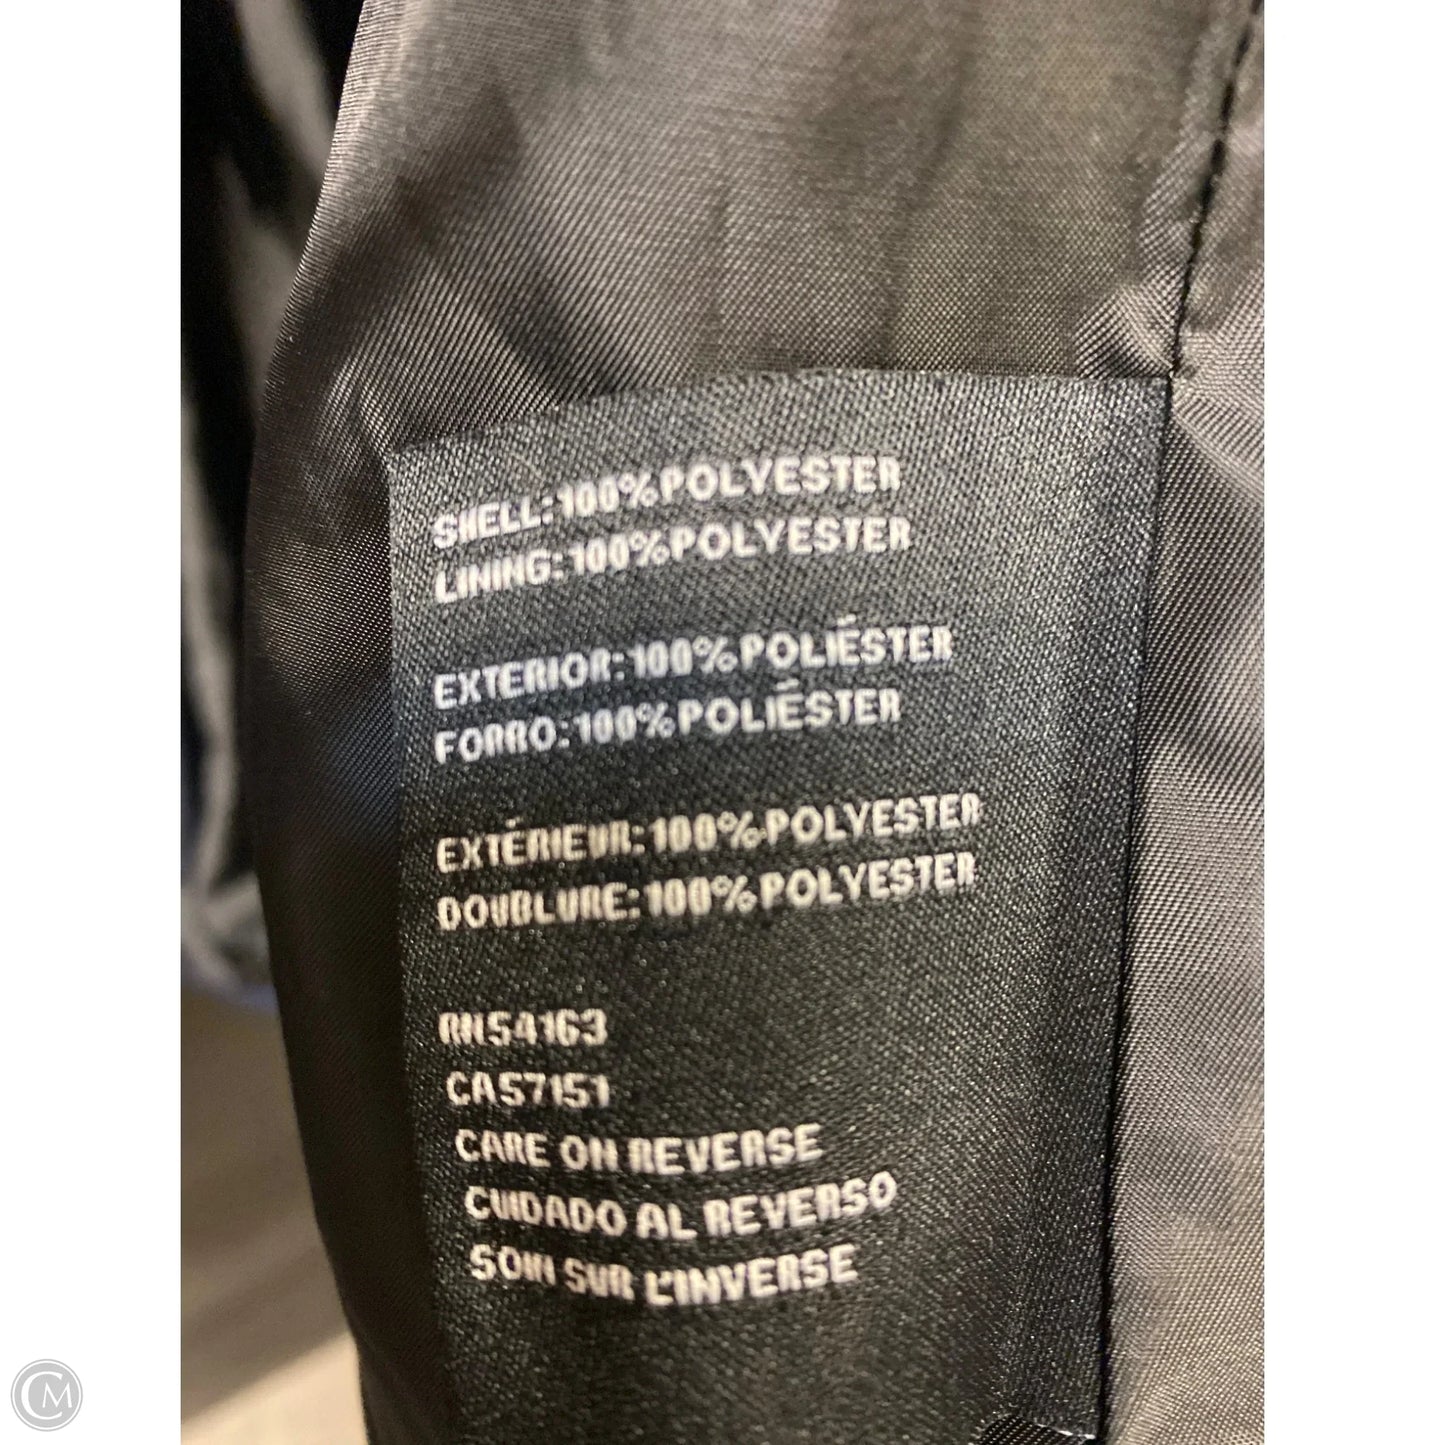 SHELL:100%POLYESTER
LINING:100%POLYESTER
EXTERIOR:100%POLIÉSTER
FORRO:100%POLIÉSTER
EXTÉRIEUR:100%POLYESTER
DOUBLURE:100%POLYESTER
RN54163
CA57151
CARE ON REVERSE
CUIDADO AL REVERSO
SOIN SUR L'INVERSE
CM